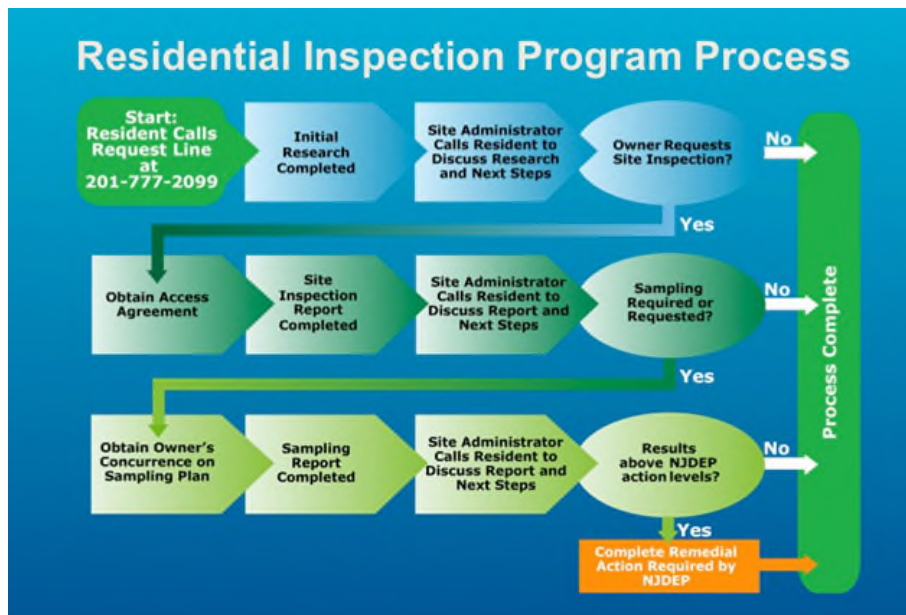 Residential Inspection Program Process
Start:
Resident Calls
Request Line
at
201-777-2099
Initial
Research
Completed
Site Administrator
Calls Resident to
Discuss Research
and Next Steps
Owner Requests
Site Inspection?
No
Yes
Obtain Access
Agreement
Site
Inspection
Report
Completed
Site Administrator
Calls Resident to
Discuss Report and
Next Steps
Sampling
Required or
Requested?
No
Yes
Obtain Owner's
Concurrence on
Sampling Plan
Sampling
Report
Completed
Site Administrator
Calls Resident to
Discuss Report and
Next Steps
Results
above NJDEP
action levels?
No
Yes
Complete Remedial
Action Required by
NJDEP
Process Complete